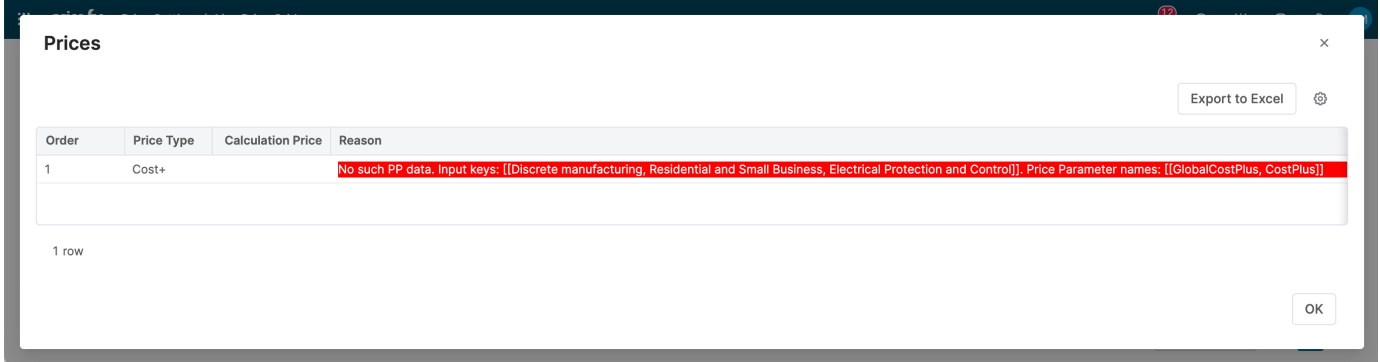 12
Prices
×
Export to Excel
Order Price Type Calculation Price Reason
1 Cost+ No such PP data. Input keys: [[Discrete manufacturing, Residential and Small Business, Electrical Protection and Control]]. Price Parameter names: [[GlobalCostPlus, CostPlus]]
1 row
OK